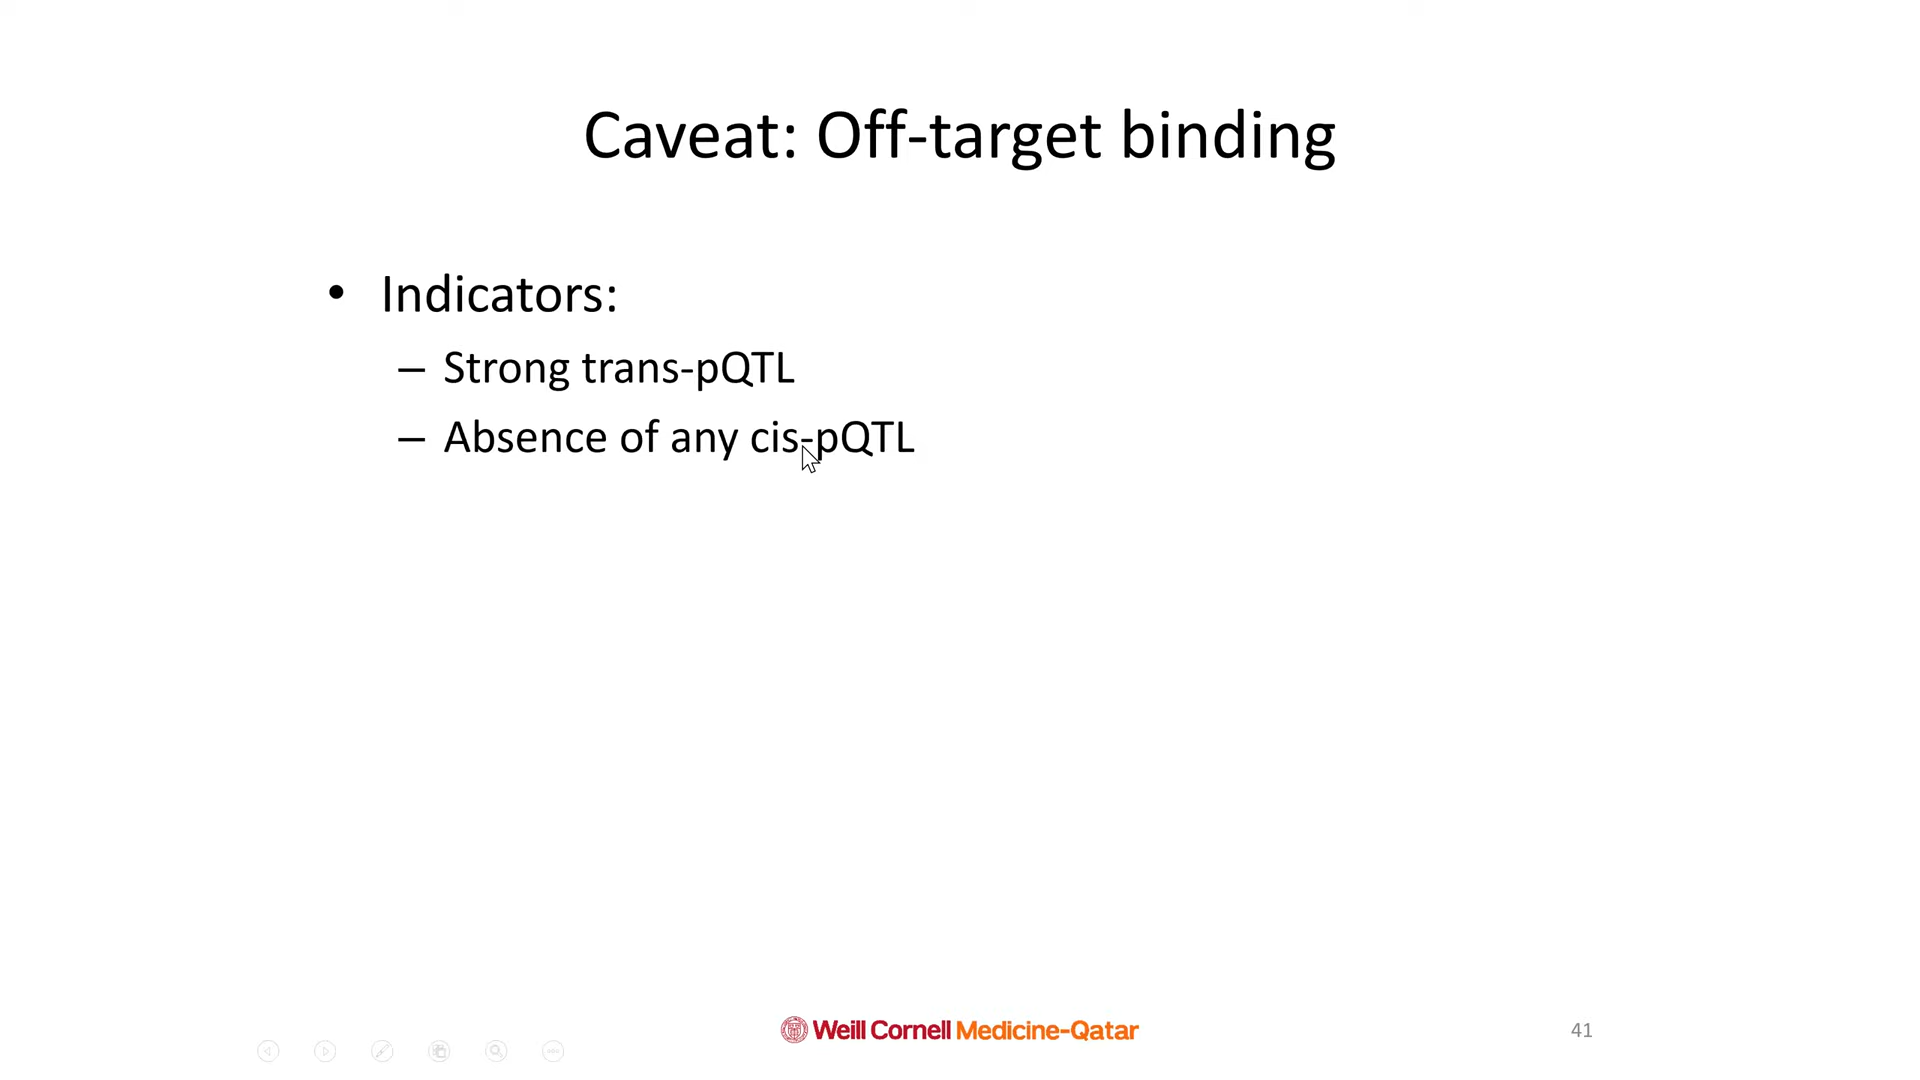 Caveat: Off-target binding
• Indicators:
– Strong trans-pQTL
– Absence of any cis-pQTL
Weill Cornell Medicine-Qatar
41